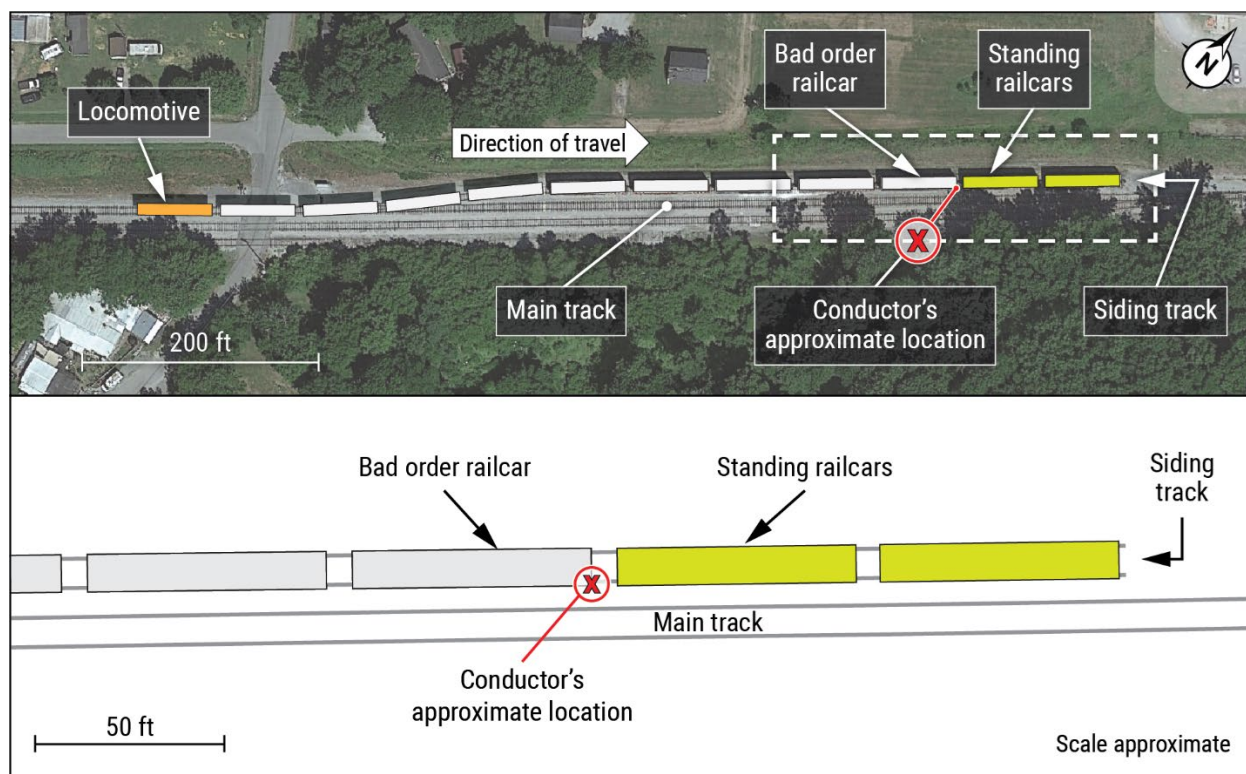 Bad order
railcar
Standing
railcars
N
Locomotive
Direction of travel
X
Main track
Conductor's
approximate location
Siding track
200 ft
Bad order railcar
Standing railcars
Siding
track
X
Main track
Conductor's
approximate location
50 ft
Scale approximate